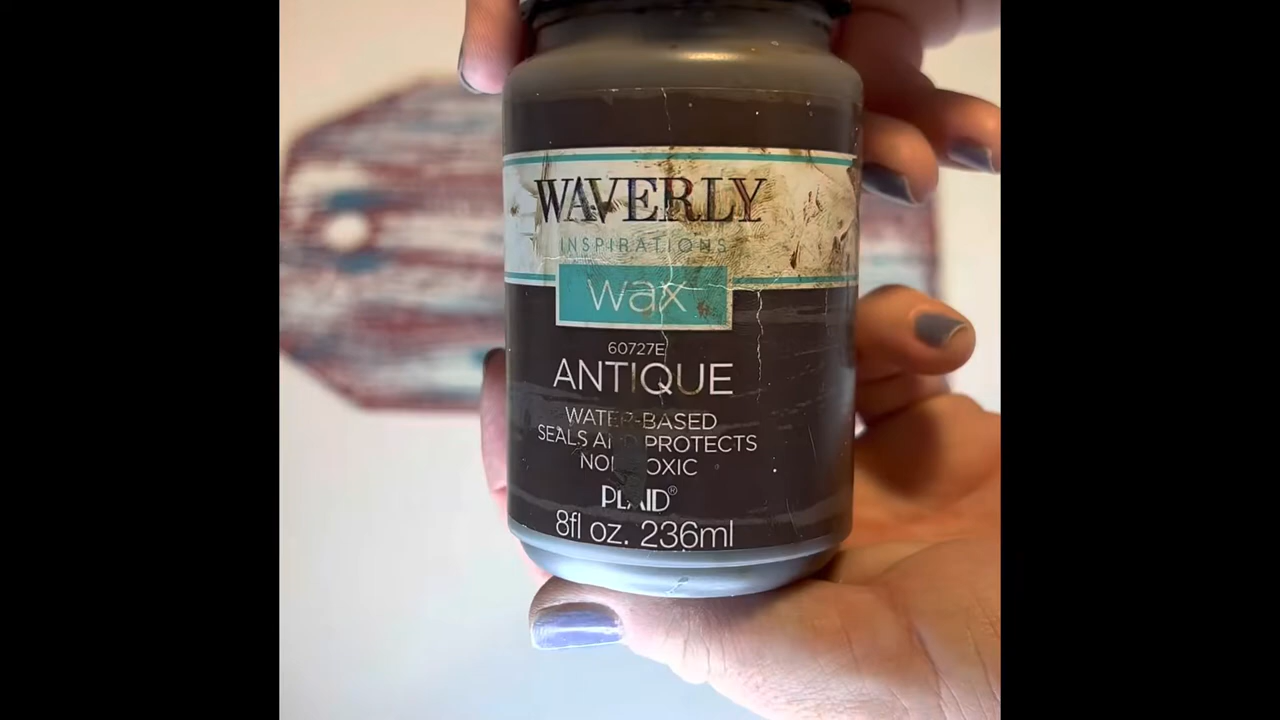 WAVERLY
INSPIRATIONS
wax
60727E
ANTIQUE
WATER-BASED
SEALS AND PROTECTS
NON-TOXIC
PLAID®
8fl oz. 236ml